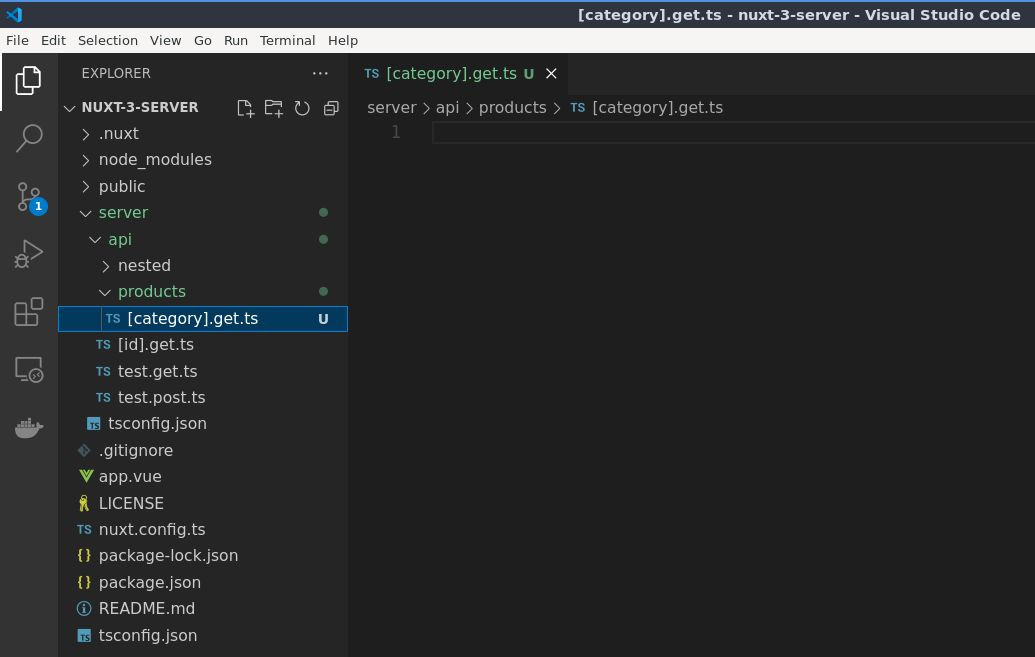 [category].get.ts - nuxt-3-server - Visual Studio Code
File Edit Selection View Go Run Terminal Help
EXPLORER ···
TS [category].get.ts U
NUXT-3-SERVER
server api products TS [category].get.ts
1
.nuxt
node_modules
public
1
server
api
nested
products
TS [category].get.ts U
TS [id].get.ts
TS test.get.ts
TS test.post.ts
TS tsconfig.json
.gitignore
app.vue
LICENSE
TS nuxt.config.ts
{} package-lock.json
{} package.json
README.md
TS tsconfig.json